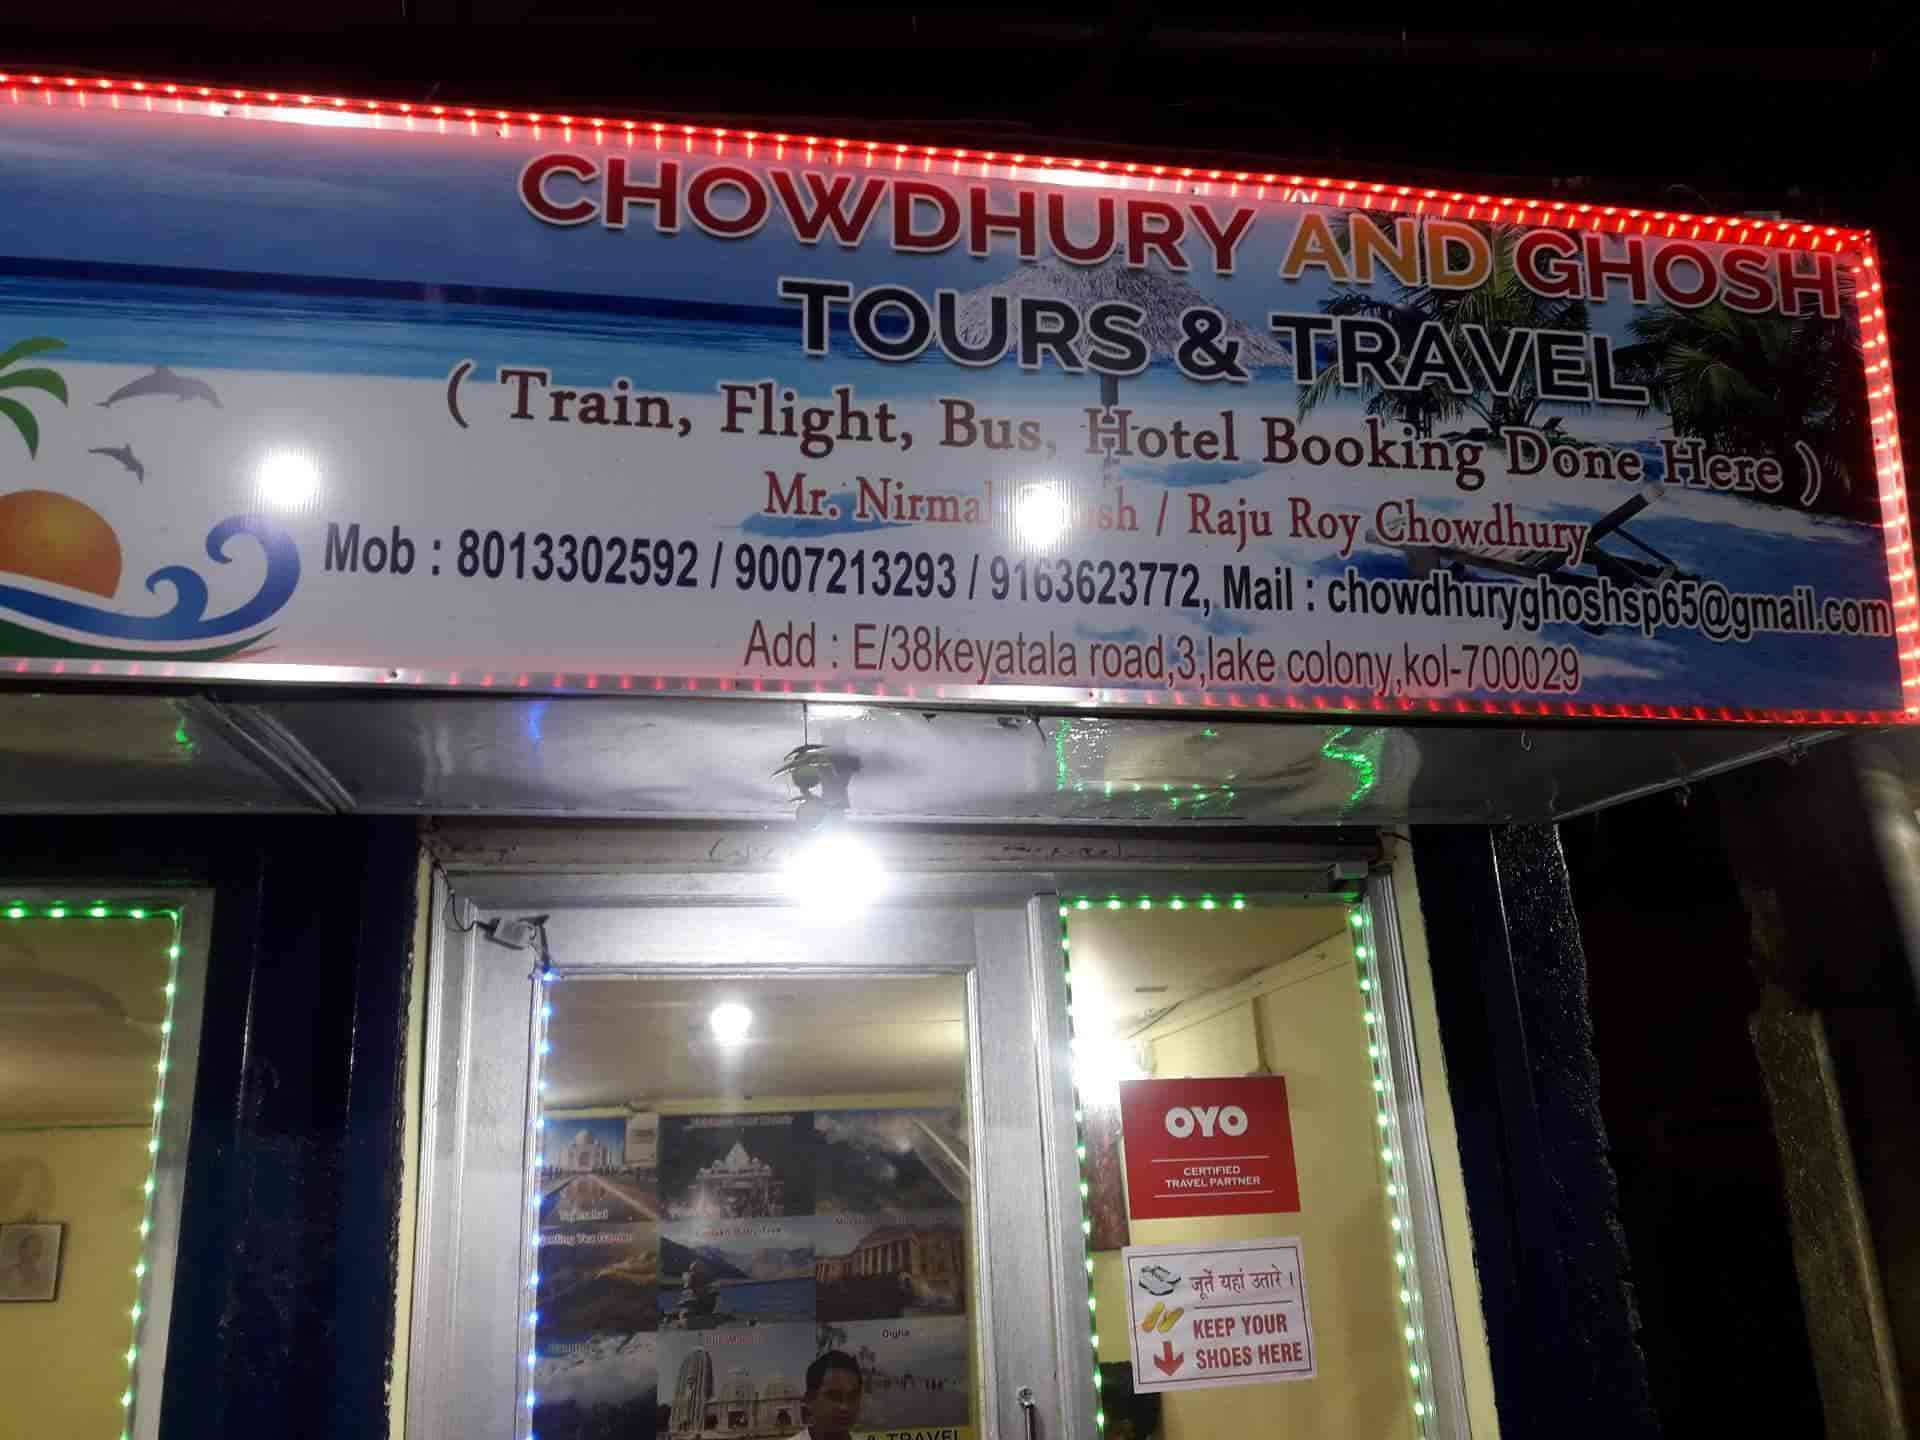 CHOWDHURY AND GHOSH
TOURS & TRAVEL
( Train, Flight, Bus, Hotel Booking Done Here )
Mr. Nirmal / Raju Roy Chowdhury
Mob : 8013302592 / 9007213293 / 9163623772, Mail : chowdhuryghoshsp65@gmail.com
Add : E/38keyatala road,3,lake colony,kol-700029
OYO
CERTIFIED
TRAVEL PARTNER
जूतें यहां उतारे ।
KEEP YOUR
SHOES HERE
Digha
& TRAVEL